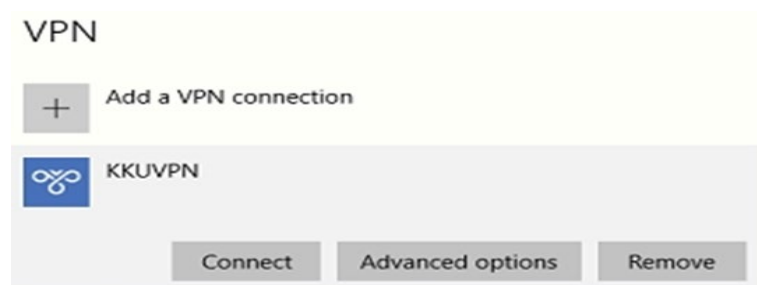 VPN
Add a VPN connection
KKUVPN
Connect Advanced options Remove